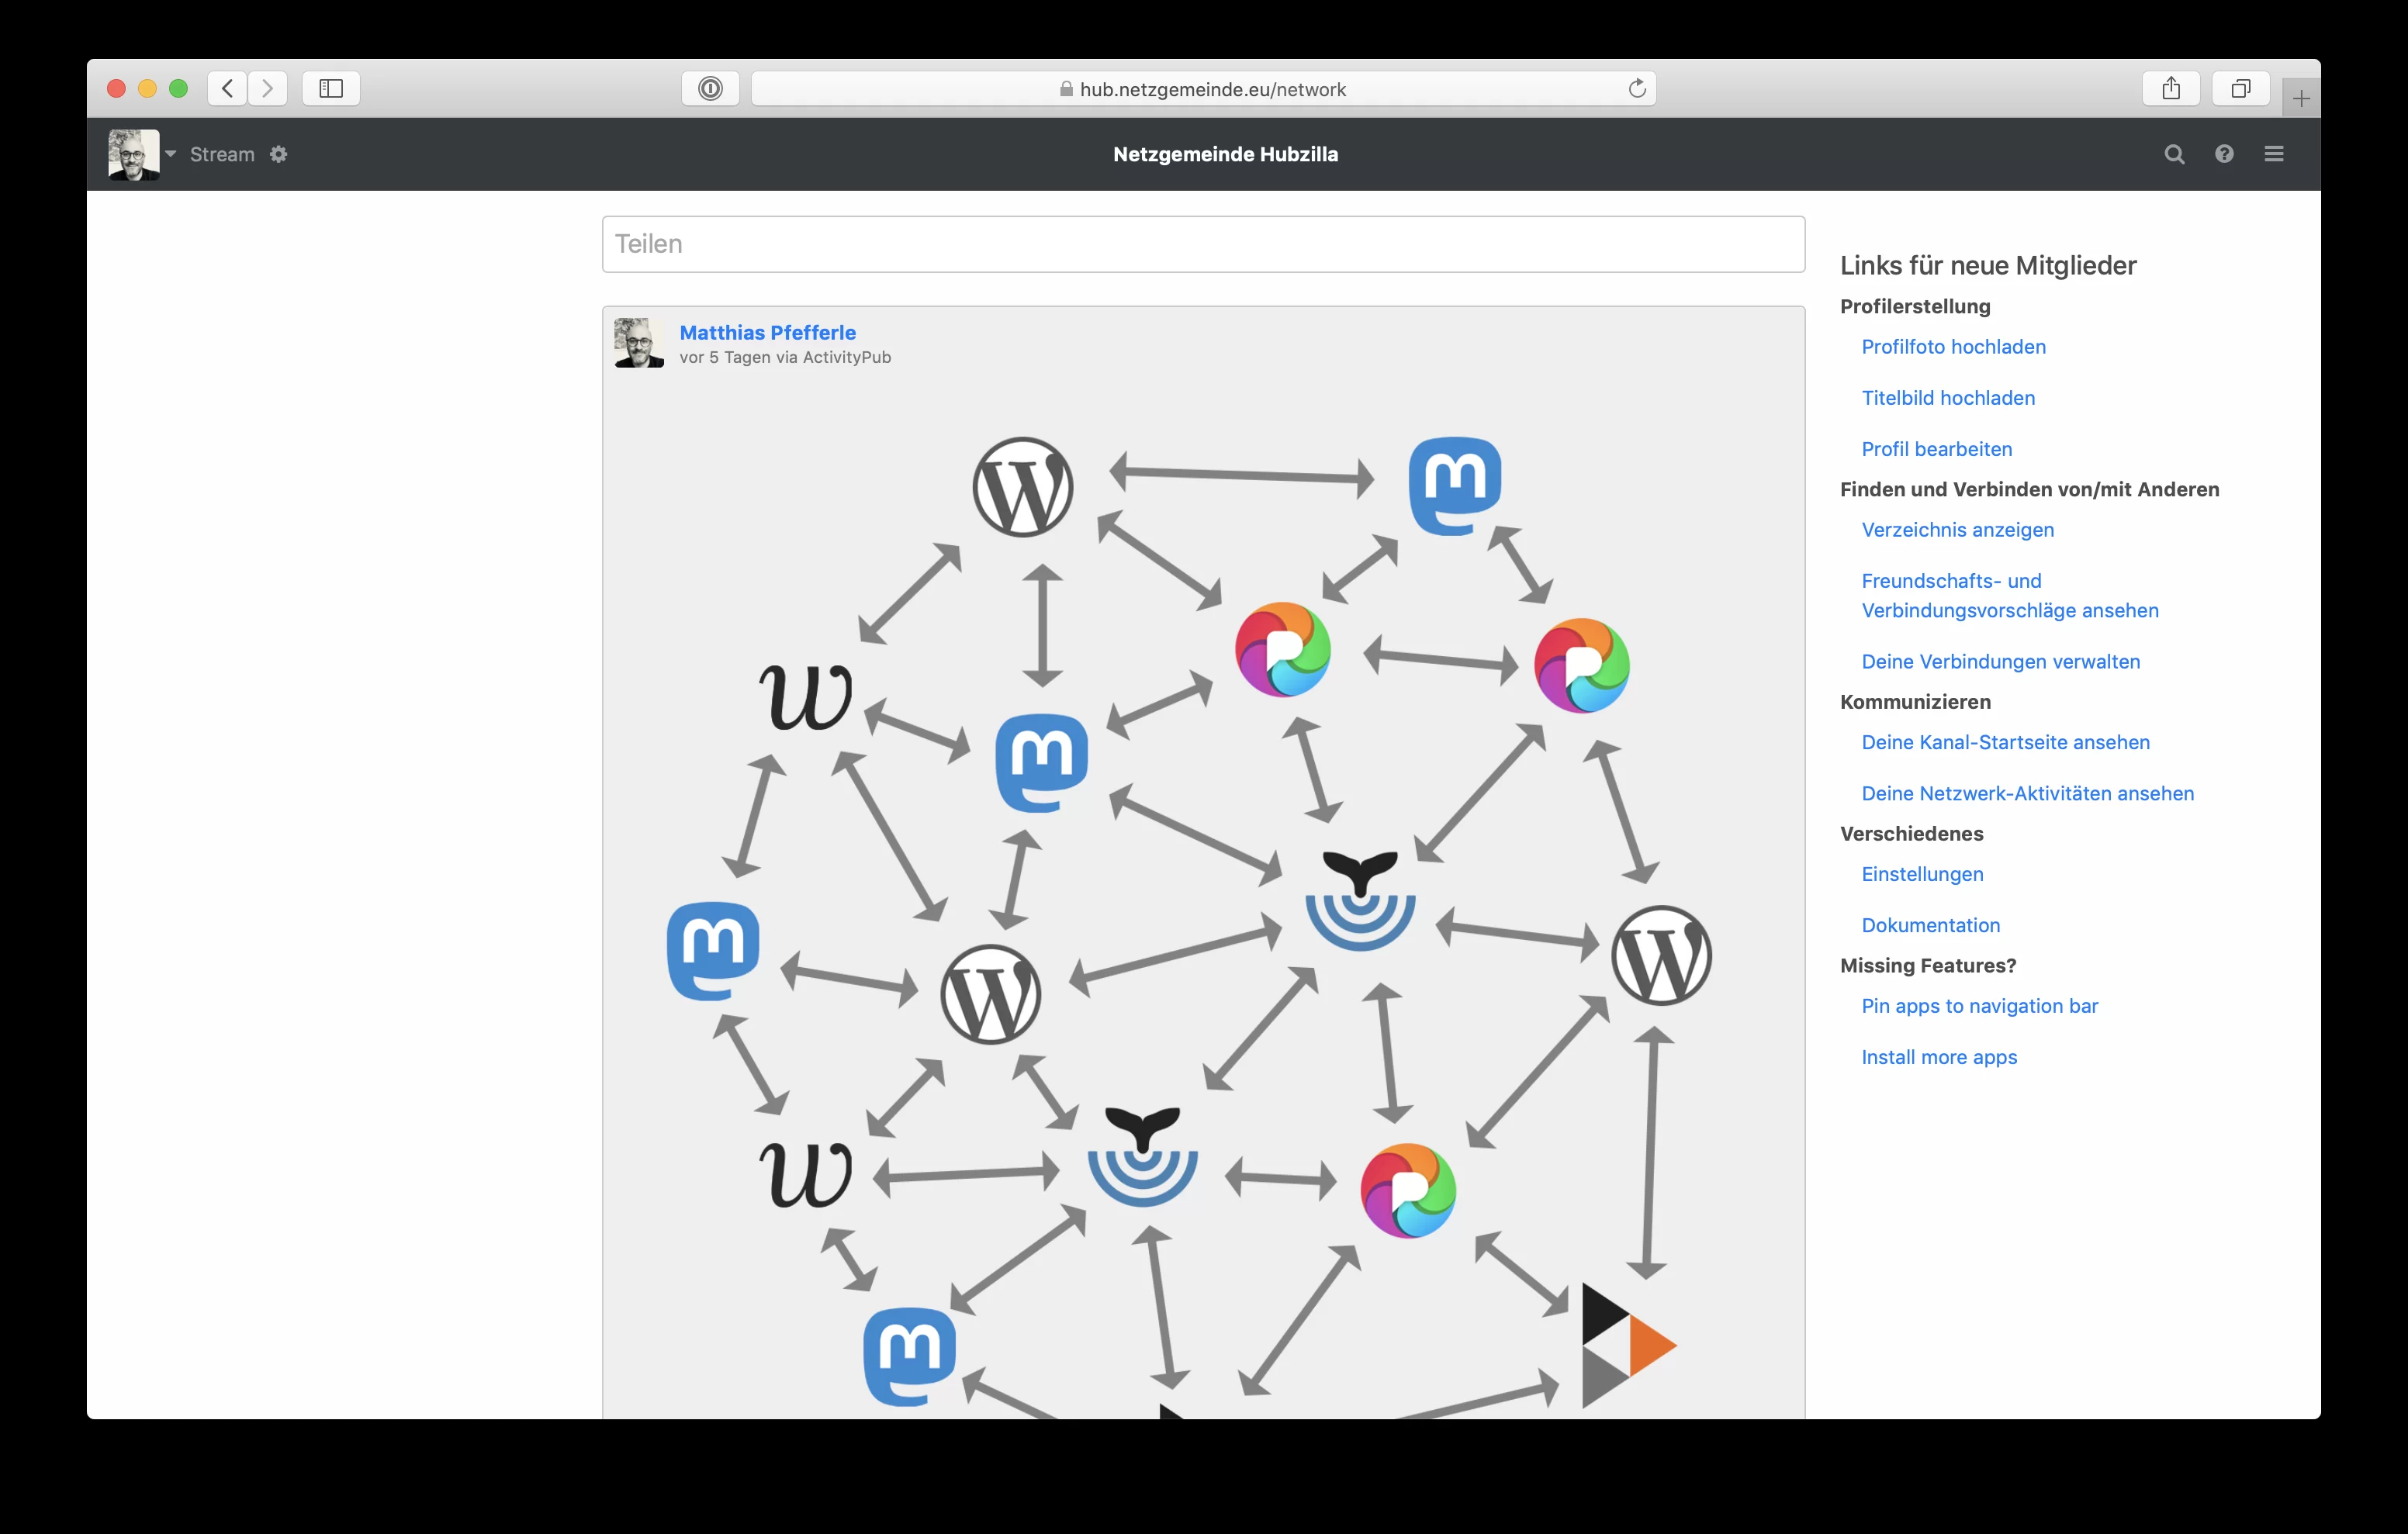 hub.netzgemeinde.eu/network
Stream
Netzgemeinde Hubzilla
Teilen
Matthias Pfefferle
vor 5 Tagen via ActivityPub
Links für neue Mitglieder
Profilerstellung
Profilfoto hochladen
Titelbild hochladen
Profil bearbeiten
Finden und Verbinden von/mit Anderen
Verzeichnis anzeigen
Freundschafts- und
Verbindungsvorschläge ansehen
Deine Verbindungen verwalten
Kommunizieren
Deine Kanal-Startseite ansehen
Deine Netzwerk-Aktivitäten ansehen
Verschiedenes
Einstellungen
Dokumentation
Missing Features?
Pin apps to navigation bar
Install more apps